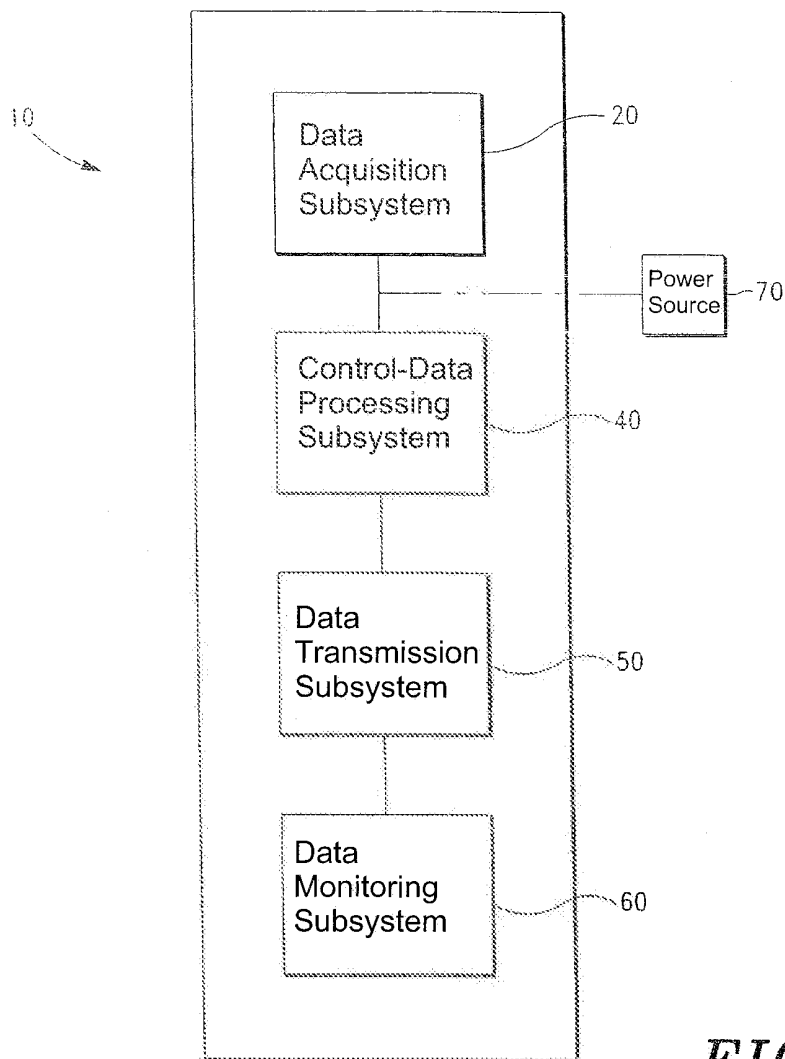 10
Data
Acquisition
Subsystem
20
Power
Source
70
Control-Data
Processing
Subsystem
40
Data
Transmission
Subsystem
50
Data
Monitoring
Subsystem
60